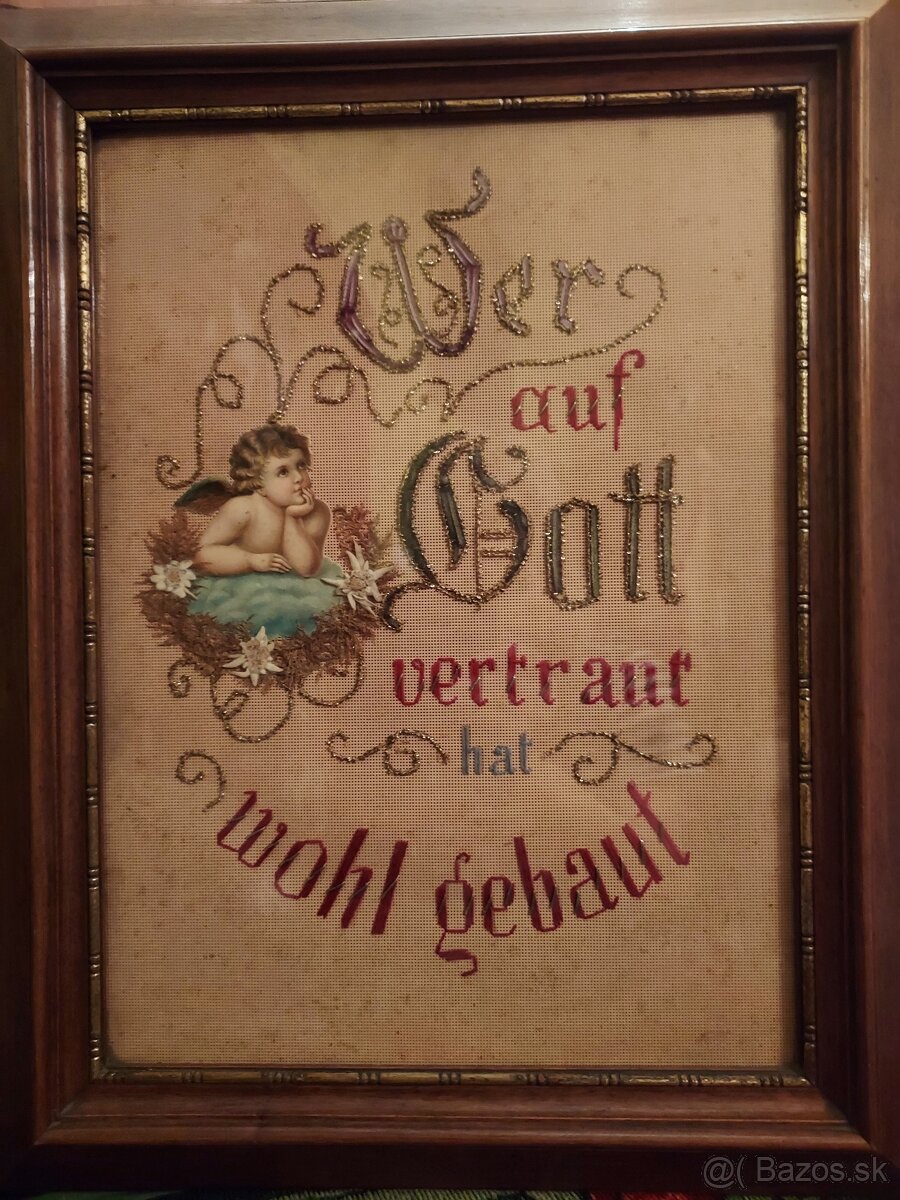 Wer
auf
Gott
vertraut
hat
wohl gebaut
@( Bazos.sk